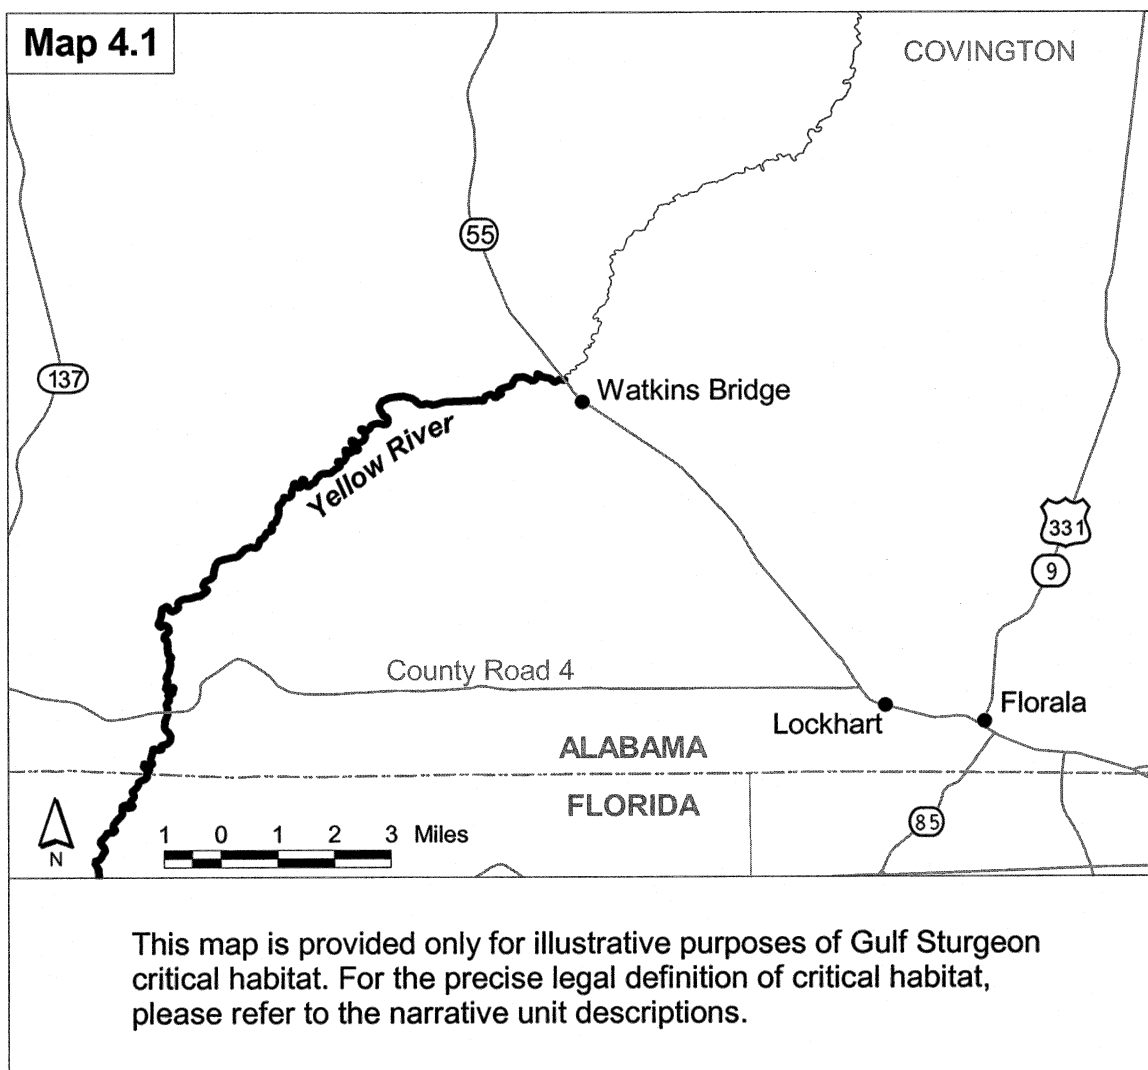 Map 4.1
COVINGTON
55
137
Watkins Bridge
Yellow River
331
9
County Road 4
Florala
Lockhart
ALABAMA
FLORIDA
85
N
1 0 1 2 3 Miles
This map is provided only for illustrative purposes of Gulf Sturgeon
critical habitat. For the precise legal definition of critical habitat,
please refer to the narrative unit descriptions.